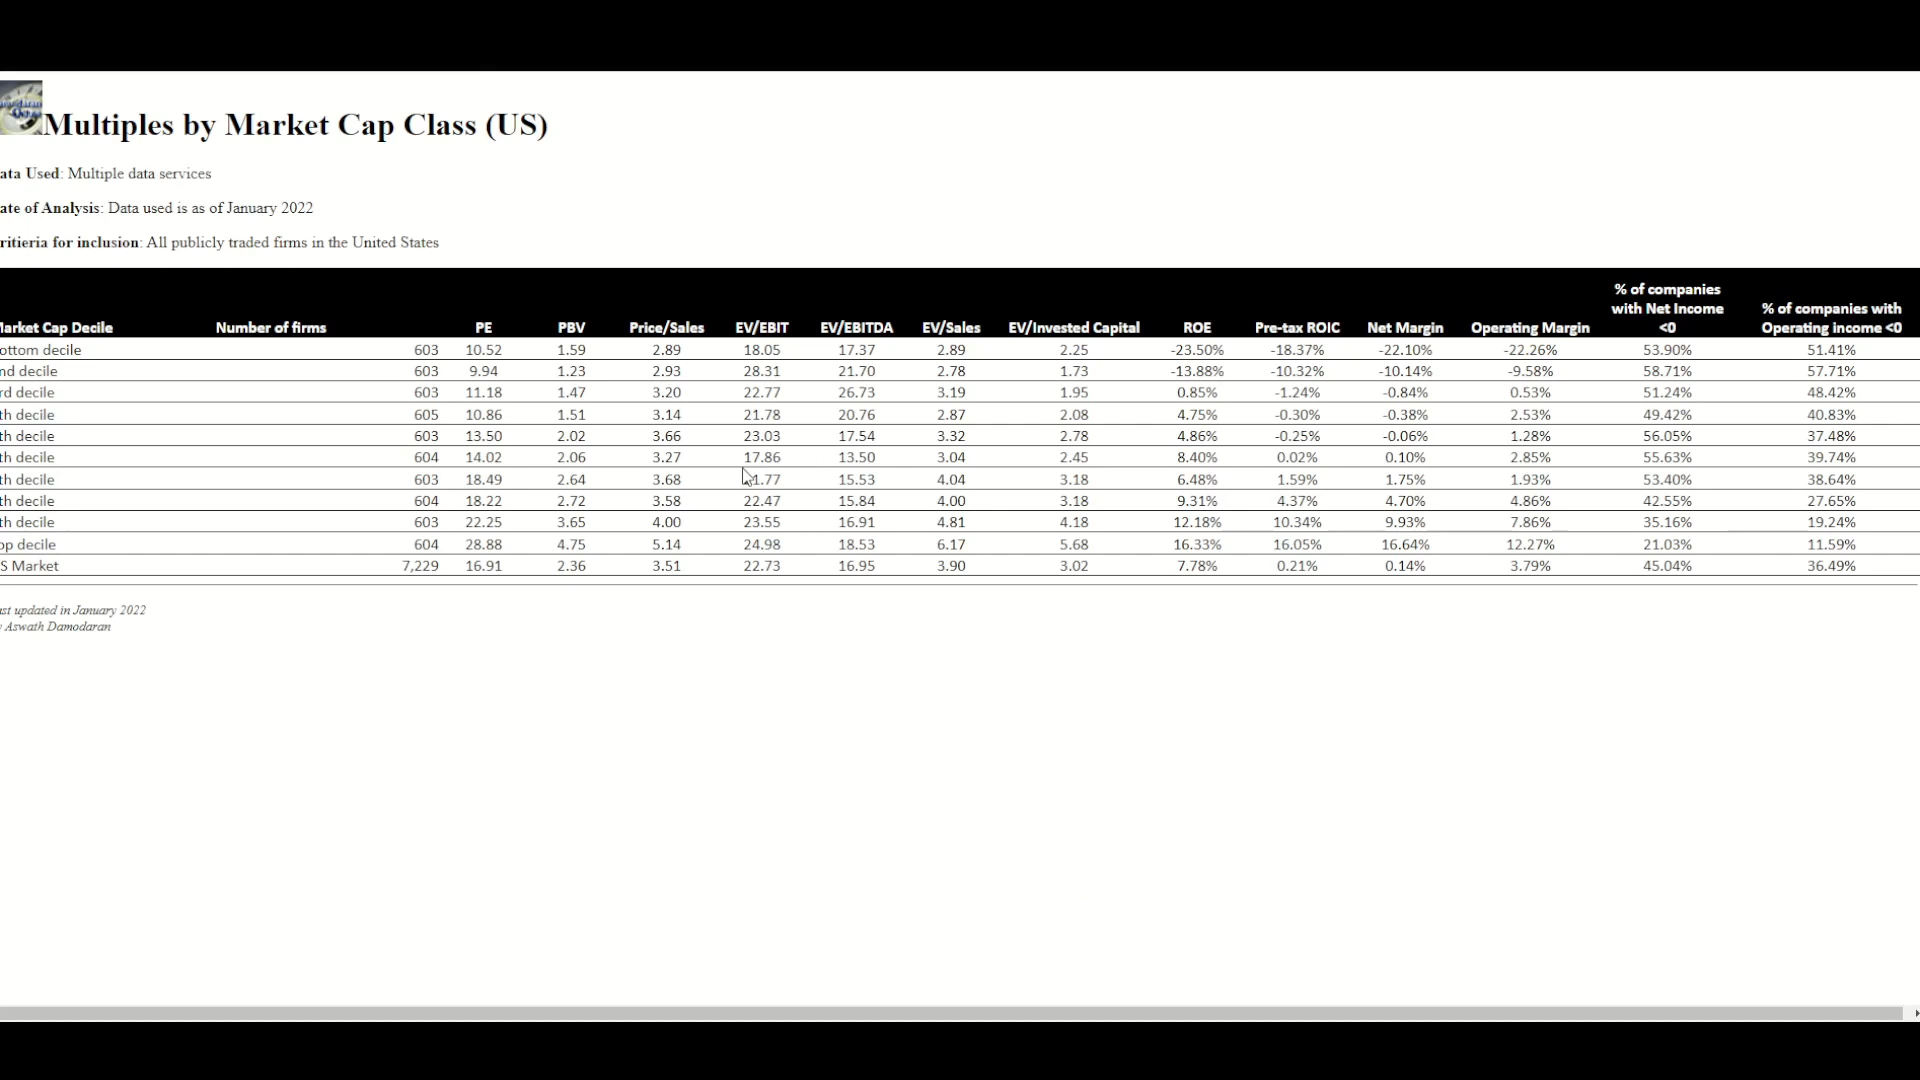 Multiples by Market Cap Class (US)
ata Used: Multiple data services
ate of Analysis: Data used is as of January 2022
ritieria for inclusion: All publicly traded firms in the United States
% of companies with Net Income <0 % of companies with Operating income <0
arket Cap Decile Number of firms PE PBV Price/Sales EV/EBIT EV/EBITDA EV/Sales EV/Invested Capital ROE Pre-tax ROIC Net Margin Operating Margin
ottom decile 603 10.52 1.59 2.89 18.05 17.37 2.89 2.25 -23.50% -18.37% -22.10% -22.26% 53.90% 51.41%
nd decile 603 9.94 1.23 2.93 28.31 21.70 2.78 1.73 -13.88% -10.32% -10.14% -9.58% 58.71% 57.71%
rd decile 603 11.18 1.47 3.20 22.77 26.73 3.19 1.95 0.85% -1.24% -0.84% 0.53% 51.24% 48.42%
th decile 605 10.86 1.51 3.14 21.78 20.76 2.87 2.08 4.75% -0.30% -0.38% 2.53% 49.42% 40.83%
th decile 603 13.50 2.02 3.66 23.03 17.54 3.32 2.78 4.86% -0.25% -0.06% 1.28% 56.05% 37.48%
th decile 604 14.02 2.06 3.27 17.86 13.50 3.04 2.45 8.40% 0.02% 0.10% 2.85% 55.63% 39.74%
th decile 603 18.49 2.64 3.68 1.77 15.53 4.04 3.18 6.48% 1.59% 1.75% 1.93% 53.40% 38.64%
th decile 604 18.22 2.72 3.58 22.47 15.84 4.00 3.18 9.31% 4.37% 4.70% 4.86% 42.55% 27.65%
th decile 603 22.25 3.65 4.00 23.55 16.91 4.81 4.18 12.18% 10.34% 9.93% 7.86% 35.16% 19.24%
op decile 604 28.88 4.75 5.14 24.98 18.53 6.17 5.68 16.33% 16.05% 16.64% 12.27% 21.03% 11.59%
S Market 7,229 16.91 2.36 3.51 22.73 16.95 3.90 3.02 7.78% 0.21% 0.14% 3.79% 45.04% 36.49%
ast updated in January 2022
y Aswath Damodaran